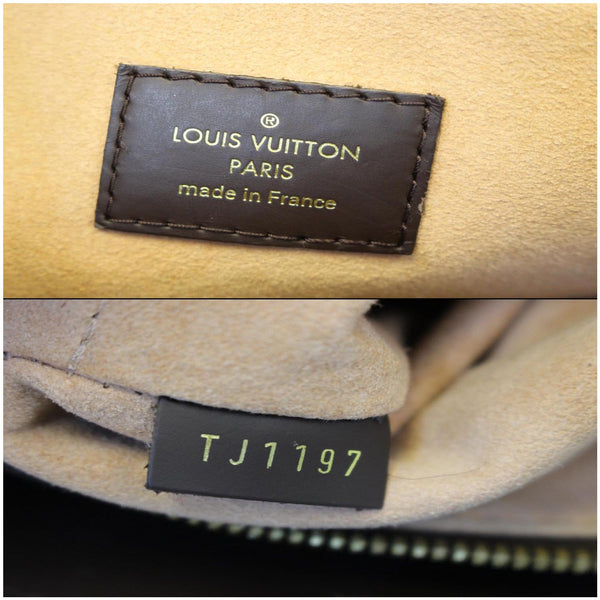 ®
LOUIS VUITTON
PARIS
made in France
TJ1197